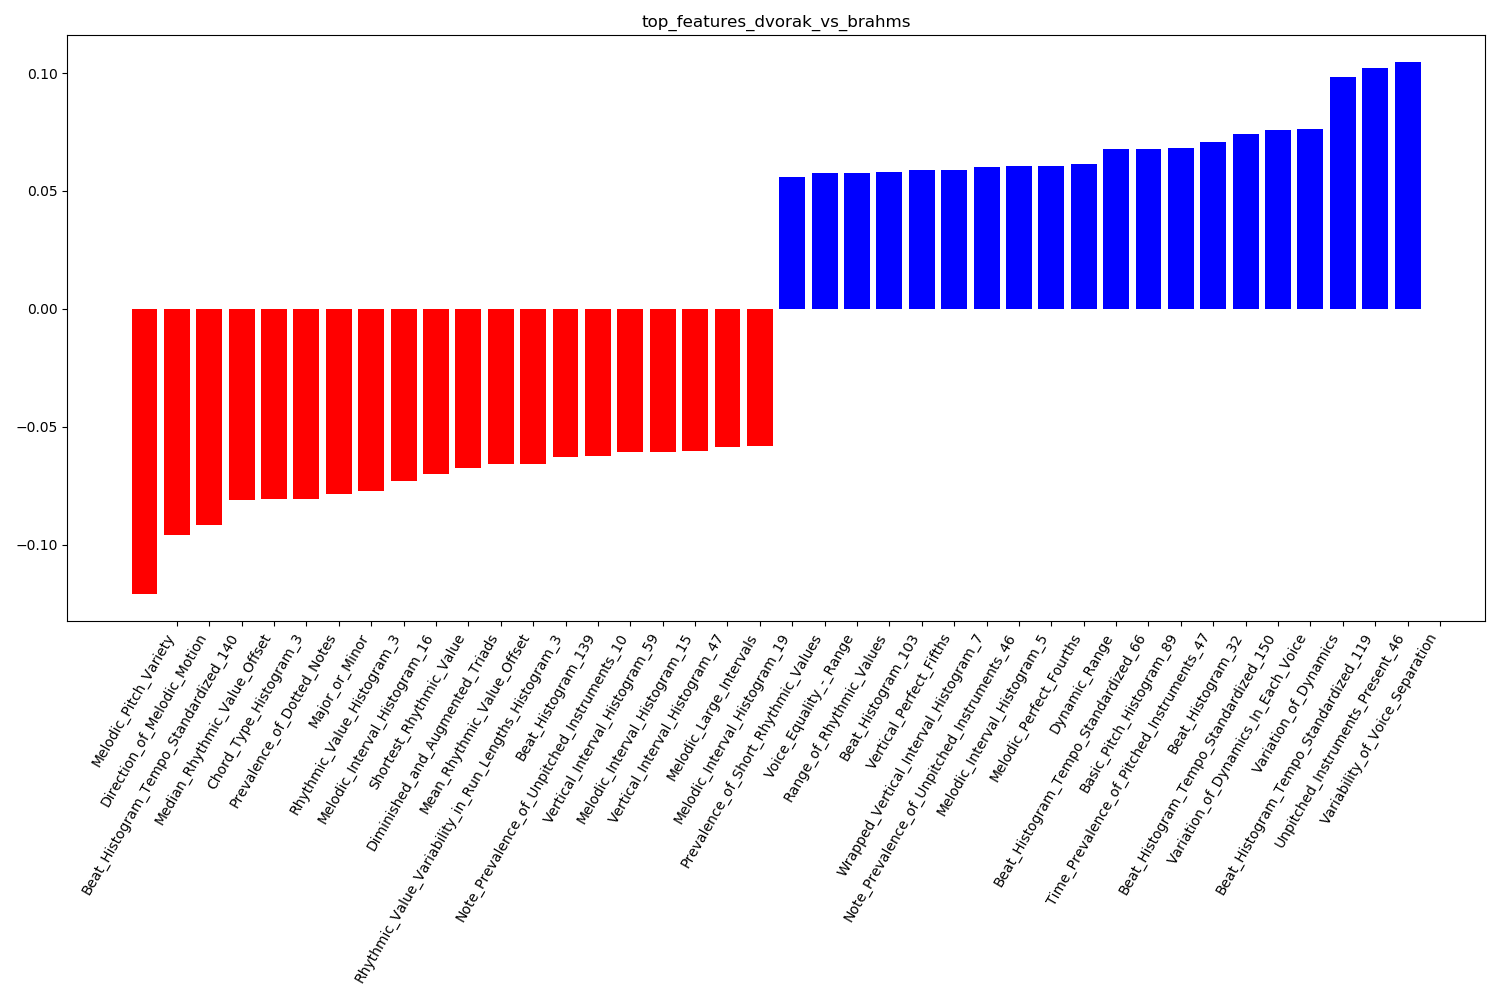 top_features_dvorak_vs_brahms
0.10
0.05
0.00
−0.05
−0.10
Melodic_Pitch_Variety
Direction_of_Melodic_Motion
Beat_Histogram_Tempo_Standardized_140
Median_Rhythmic_Value_Offset
Chord_Type_Histogram_3
Prevalence_of_Dotted_Notes
Major_or_Minor
Rhythmic_Value_Histogram_3
Melodic_Interval_Histogram_16
Shortest_Rhythmic_Value
Diminished_and_Augmented_Triads
Mean_Rhythmic_Value_Offset
Rhythmic_Value_Variability_in_Run_Lengths_Histogram_3
Beat_Histogram_139
Note_Prevalence_of_Unpitched_Instruments_10
Vertical_Interval_Histogram_59
Melodic_Interval_Histogram_15
Vertical_Interval_Histogram_47
Melodic_Large_Intervals
Melodic_Interval_Histogram_19
Prevalence_of_Short_Rhythmic_Values
Voice_Equality_-_Range
Range_of_Rhythmic_Values
Beat_Histogram_103
Vertical_Perfect_Fifths
Wrapped_Vertical_Interval_Histogram_7
Note_Prevalence_of_Unpitched_Instruments_46
Melodic_Interval_Histogram_5
Melodic_Perfect_Fourths
Dynamic_Range
Beat_Histogram_Tempo_Standardized_66
Basic_Pitch_Histogram_89
Time_Prevalence_of_Pitched_Instruments_47
Beat_Histogram_32
Beat_Histogram_Tempo_Standardized_150
Variation_of_Dynamics_In_Each_Voice
Variation_of_Dynamics
Beat_Histogram_Tempo_Standardized_119
Unpitched_Instruments_Present_46
Variability_of_Voice_Separation